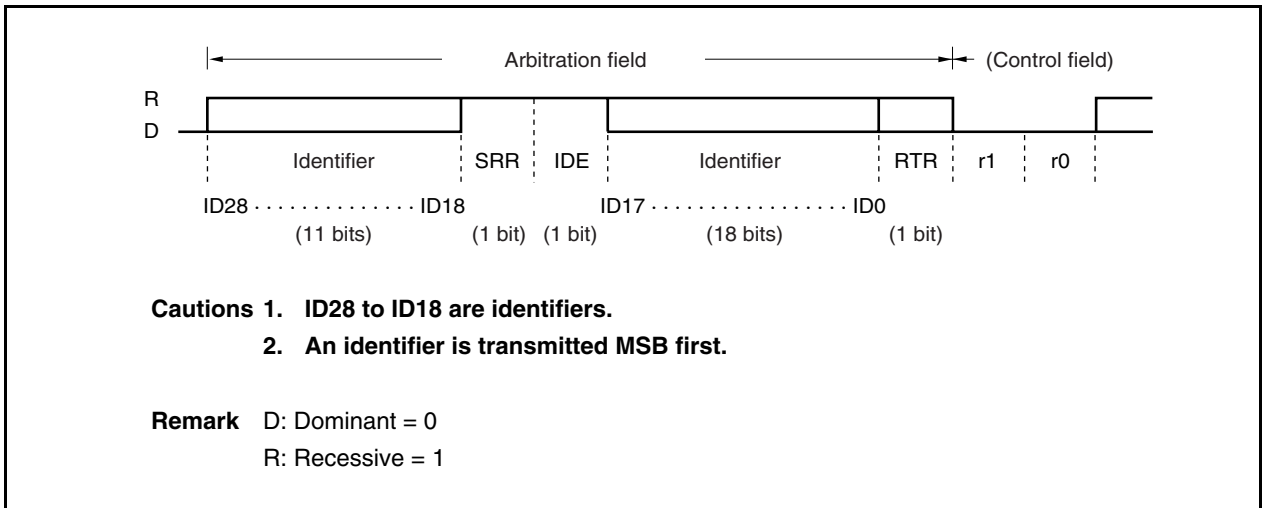 Arbitration field (Control field)
R
D
Identifier SRR IDE Identifier RTR r1 r0
ID28 · · · · · · · · · · · · · · ID18 ID17 · · · · · · · · · · · · · · · · · ID0
(11 bits) (1 bit) (1 bit) (18 bits) (1 bit)
Cautions 1. ID28 to ID18 are identifiers.
2. An identifier is transmitted MSB first.
Remark D: Dominant = 0
R: Recessive = 1